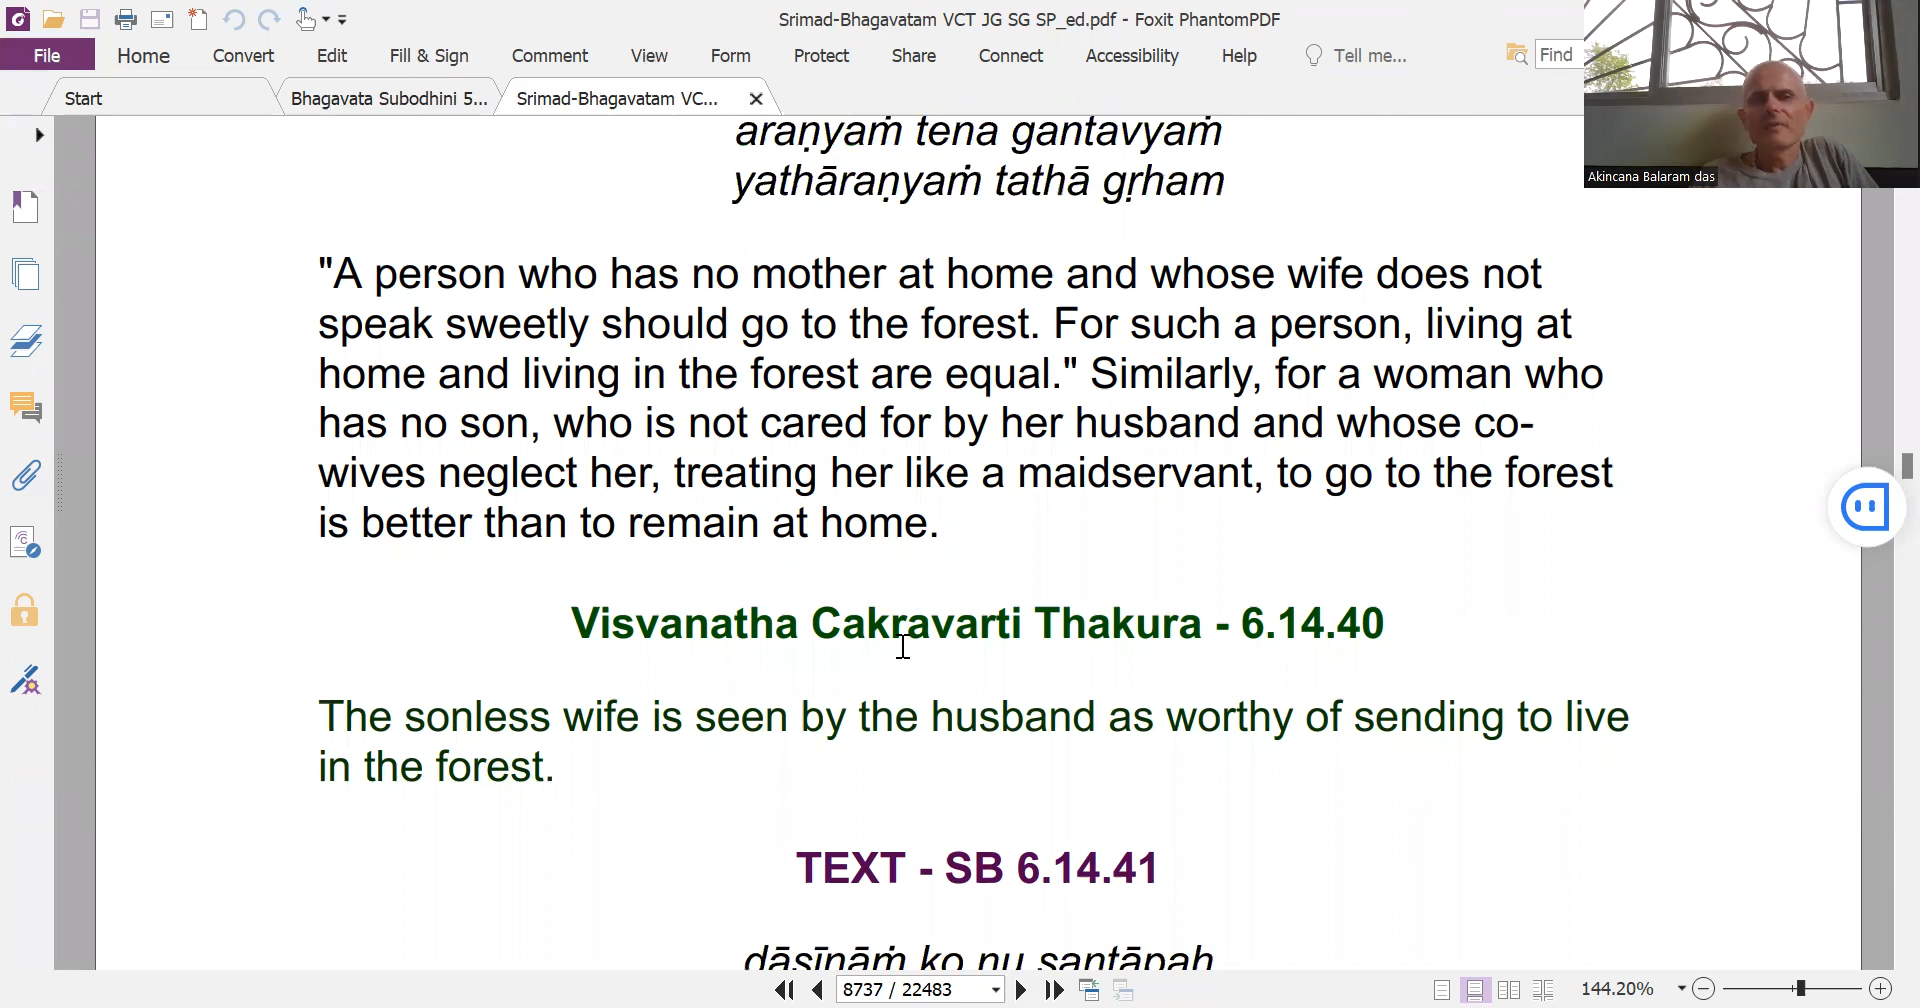 Srimad-Bhagavatam VCT JG SG SP_ed.pdf - Foxit PhantomPDF
File Home Convert Edit Fill & Sign Comment View Form Protect Share Connect Accessibility Help Tell me... Find
Start Bhagavata Subodhini 5... Srimad-Bhagavatam VC...
Akincana Balaram das
araṇyaṁ tena gantavyaṁ
yathāraṇyaṁ tathā gṛham
"A person who has no mother at home and whose wife does not
speak sweetly should go to the forest. For such a person, living at
home and living in the forest are equal." Similarly, for a woman who
has no son, who is not cared for by her husband and whose co-
wives neglect her, treating her like a maidservant, to go to the forest
is better than to remain at home.
Visvanatha Cakravarti Thakura - 6.14.40
The sonless wife is seen by the husband as worthy of sending to live
in the forest.
TEXT - SB 6.14.41
dāsīnāṁ ko nu santāpaḥ
8737 / 22483 144.20%